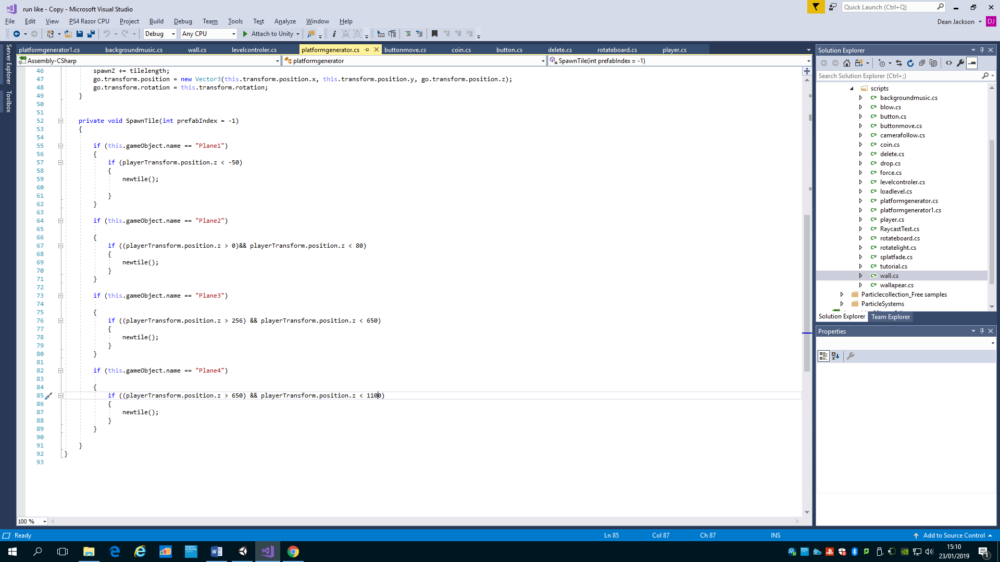 run like - Copy - Microsoft Visual Studio
Quick Launch (Ctrl+Q)
File Edit View PS4 Razor CPU Project Build Debug Team Tools Test Analyze Window Help
Dean Jackson DJ
Debug Any CPU Attach to Unity
Server Explorer
Toolbox
platformgenerator1.cs backgroundmusic.cs wall.cs levelcontroler.cs platformgenerator.cs buttonmove.cs coin.cs button.cs delete.cs rotateboard.cs player.cs
Assembly-CSharp platformgenerator SpawnTile(int prefabIndex = -1)
46 spawnZ += tilelength;
47 go.transform.position = new Vector3(this.transform.position.x, this.transform.position.y, go.transform.position.z);
48 go.transform.rotation = this.transform.rotation;
49 }
50
51
52 private void SpawnTile(int prefabIndex = -1)
53 {
54
55 if (this.gameObject.name == "Plane1")
56 {
57 if (playerTransform.position.z < -50)
58 {
59 newtile();
60
61 }
62 }
63
64 if (this.gameObject.name == "Plane2")
65
66 {
67 if ((playerTransform.position.z > 0)&& playerTransform.position.z < 80)
68 {
69 newtile();
70 }
71 }
72
73 if (this.gameObject.name == "Plane3")
74
75 {
76 if ((playerTransform.position.z > 256) && playerTransform.position.z < 650)
77 {
78 newtile();
79 }
80 }
81
82 if (this.gameObject.name == "Plane4")
83
84 {
85 if ((playerTransform.position.z > 650) && playerTransform.position.z < 1100)
86 {
87 newtile();
88 }
89 }
90
91 }
92 }
93
100 %
Solution Explorer
Search Solution Explorer (Ctrl+;)
scripts
C# backgroundmusic.cs
C# blow.cs
C# button.cs
C# buttonmove.cs
C# camerafollow.cs
C# coin.cs
C# delete.cs
C# drop.cs
C# force.cs
C# levelcontroler.cs
C# loadlevel.cs
C# platformgenerator.cs
C# platformgenerator1.cs
C# player.cs
C# RaycastTest.cs
C# rotateboard.cs
C# rotatelight.cs
C# splatfade.cs
C# tutorial.cs
C# wall.cs
C# wallapear.cs
Particlecollection_Free samples
ParticleSystems
Solution Explorer Team Explorer
Properties
Ready Ln 85 Col 87 Ch 87 INS Add to Source Control
15:10
23/01/2019
1